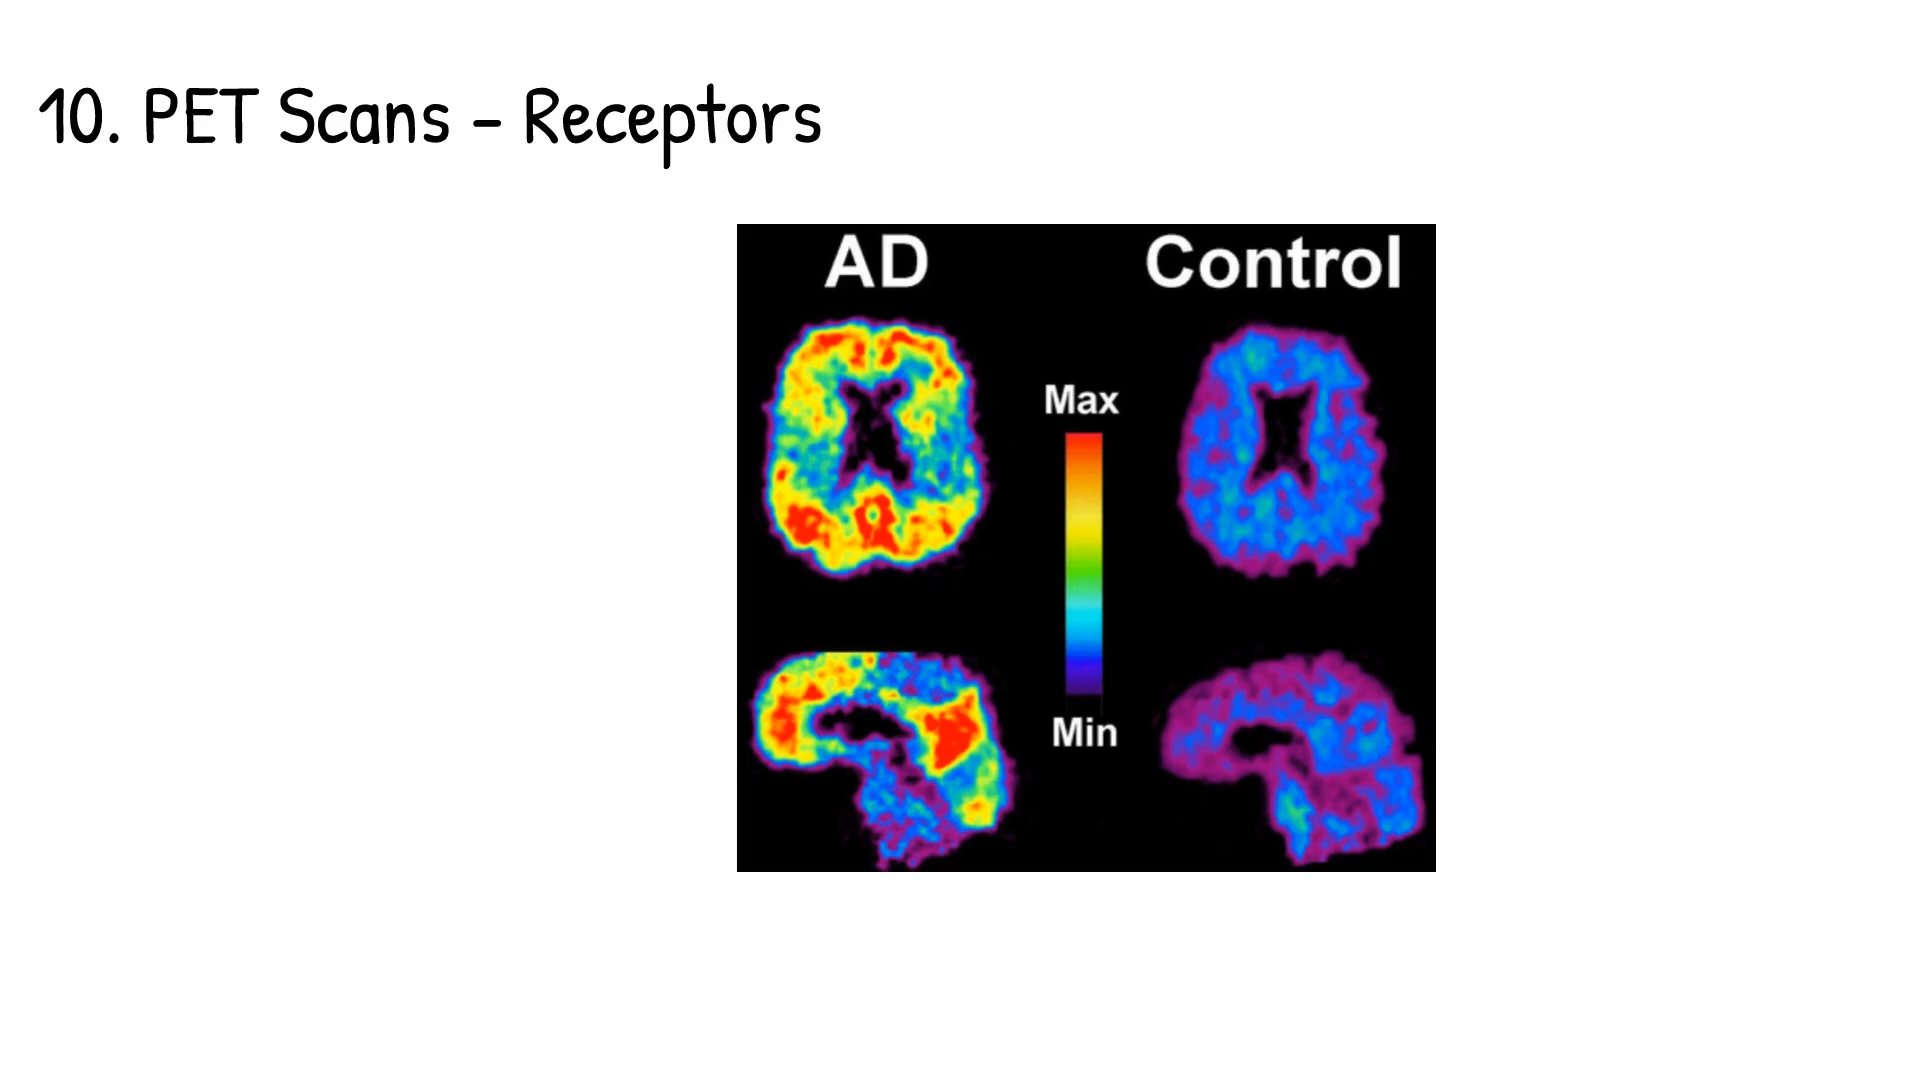 10. PET Scans - Receptors
AD
Control
Max
Min